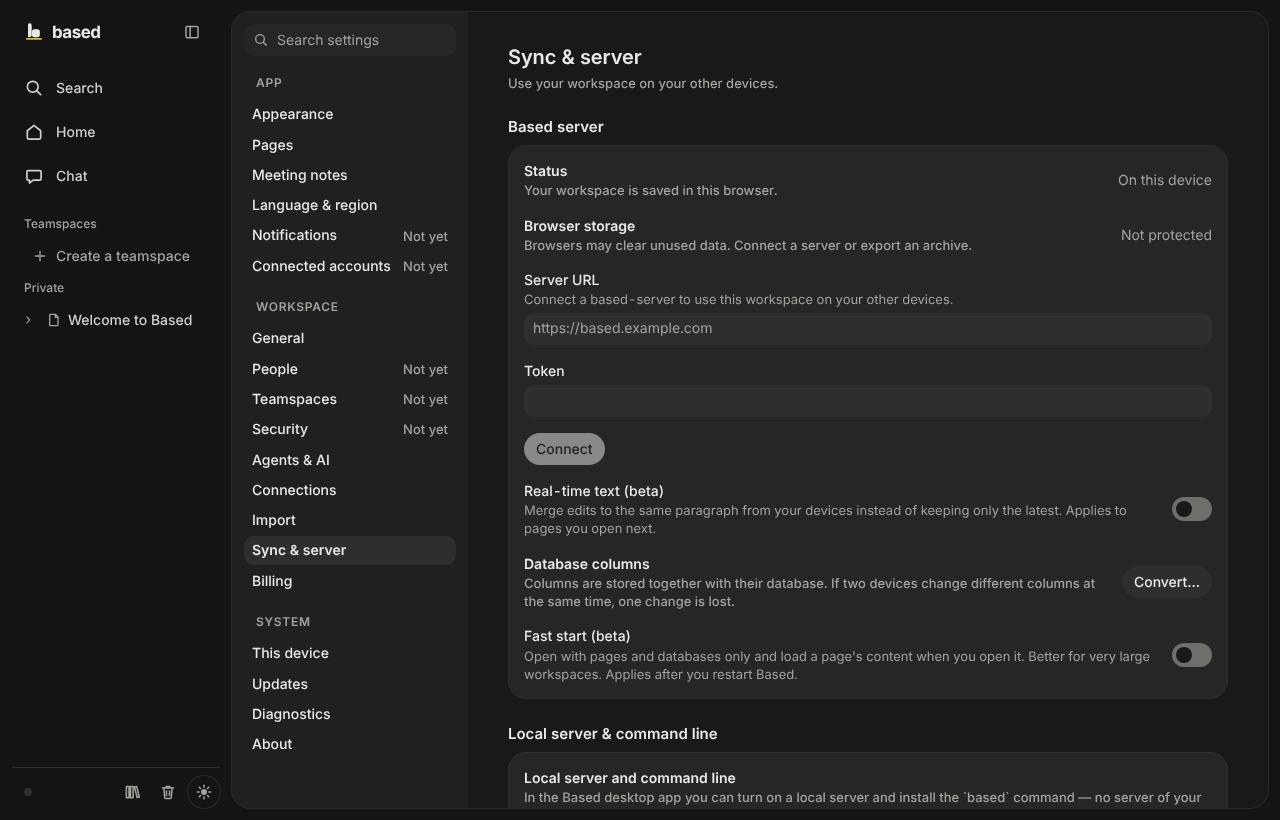 based
Search
Home
Chat
Teamspaces
Create a teamspace
Private
Welcome to Based
Search settings
APP
Appearance
Pages
Meeting notes
Language & region
Notifications Not yet
Connected accounts Not yet
WORKSPACE
General
People Not yet
Teamspaces Not yet
Security Not yet
Agents & AI
Connections
Import
Sync & server
Billing
SYSTEM
This device
Updates
Diagnostics
About
Sync & server
Use your workspace on your other devices.
Based server
Status
Your workspace is saved in this browser.
On this device
Browser storage
Browsers may clear unused data. Connect a server or export an archive.
Not protected
Server URL
Connect a based-server to use this workspace on your other devices.
https://based.example.com
Token
Connect
Real-time text (beta)
Merge edits to the same paragraph from your devices instead of keeping only the latest. Applies to
pages you open next.
Database columns
Columns are stored together with their database. If two devices change different columns at
the same time, one change is lost.
Convert...
Fast start (beta)
Open with pages and databases only and load a page's content when you open it. Better for very large
workspaces. Applies after you restart Based.
Local server & command line
Local server and command line
In the Based desktop app you can turn on a local server and install the `based` command — no server of your